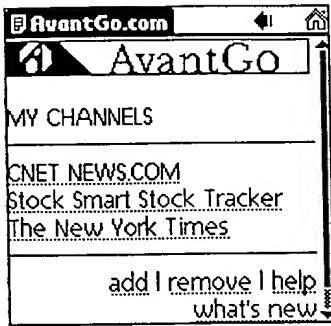 AvantGo.com
AvantGo
MY CHANNELS
CNET NEWS.COM
Stock Smart Stock Tracker
The New York Times
add | remove | help
what's new